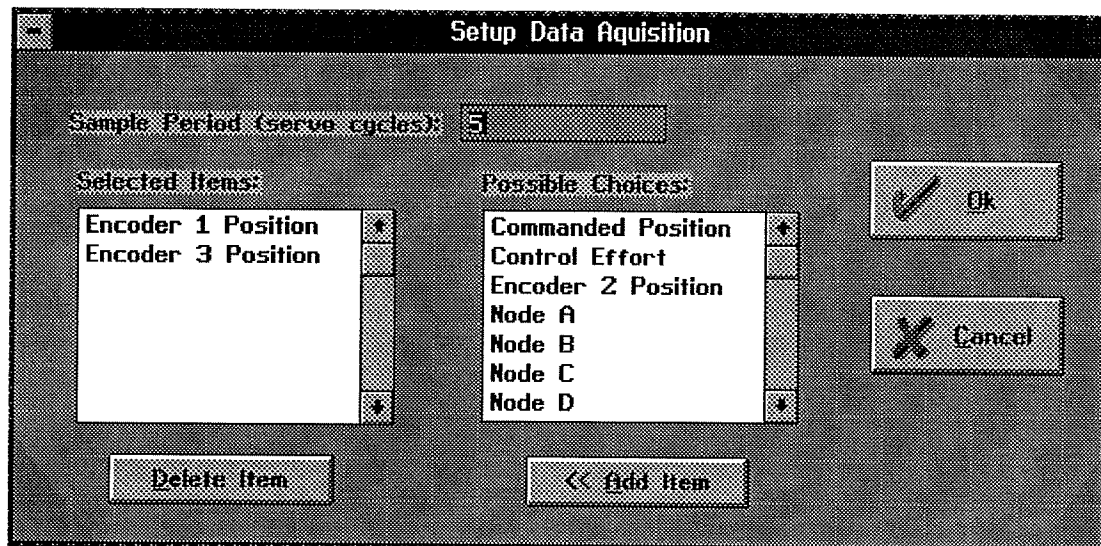 Setup Data Aquisition
Sample Period (servo cycles): 5
Selected Items:
Encoder 1 Position
Encoder 3 Position
Possible Choices:
Commanded Position
Control Effort
Encoder 2 Position
Node A
Node B
Node C
Node D
Ok
Cancel
Delete Item
<< Add Item